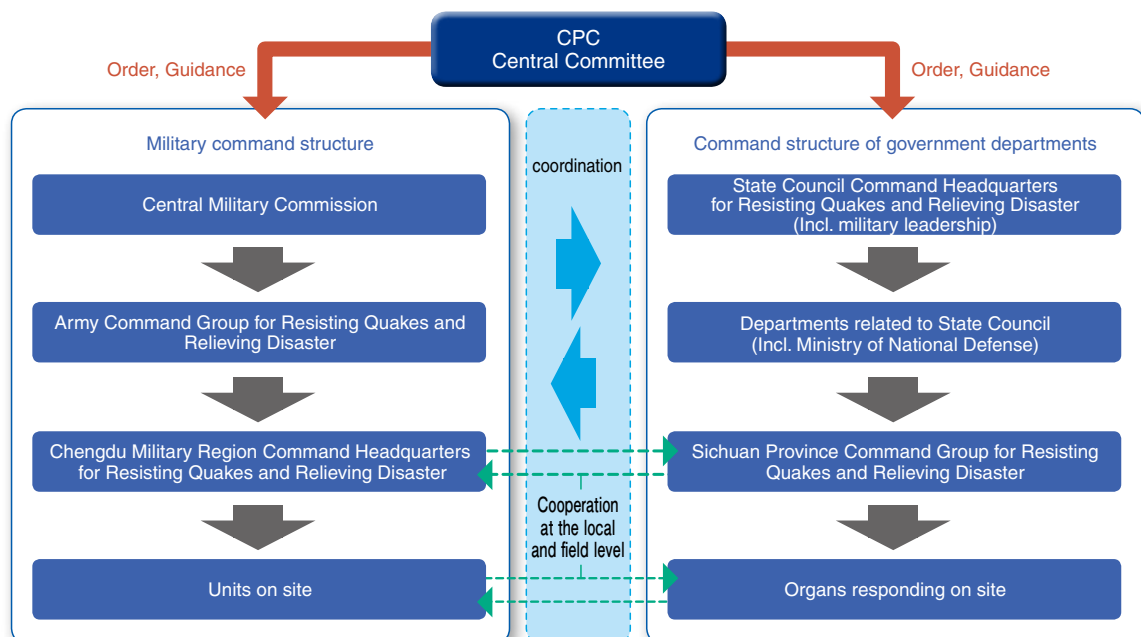 CPC
Central Committee
Order, Guidance
Order, Guidance
Military command structure
Central Military Commission
Army Command Group for Resisting Quakes and
Relieving Disaster
Chengdu Military Region Command Headquarters
for Resisting Quakes and Relieving Disaster
Units on site
coordination
Cooperation
at the local
and field level
Command structure of government departments
State Council Command Headquarters
for Resisting Quakes and Relieving Disaster
(Incl. military leadership)
Departments related to State Council
(Incl. Ministry of National Defense)
Sichuan Province Command Group for Resisting
Quakes and Relieving Disaster
Organs responding on site